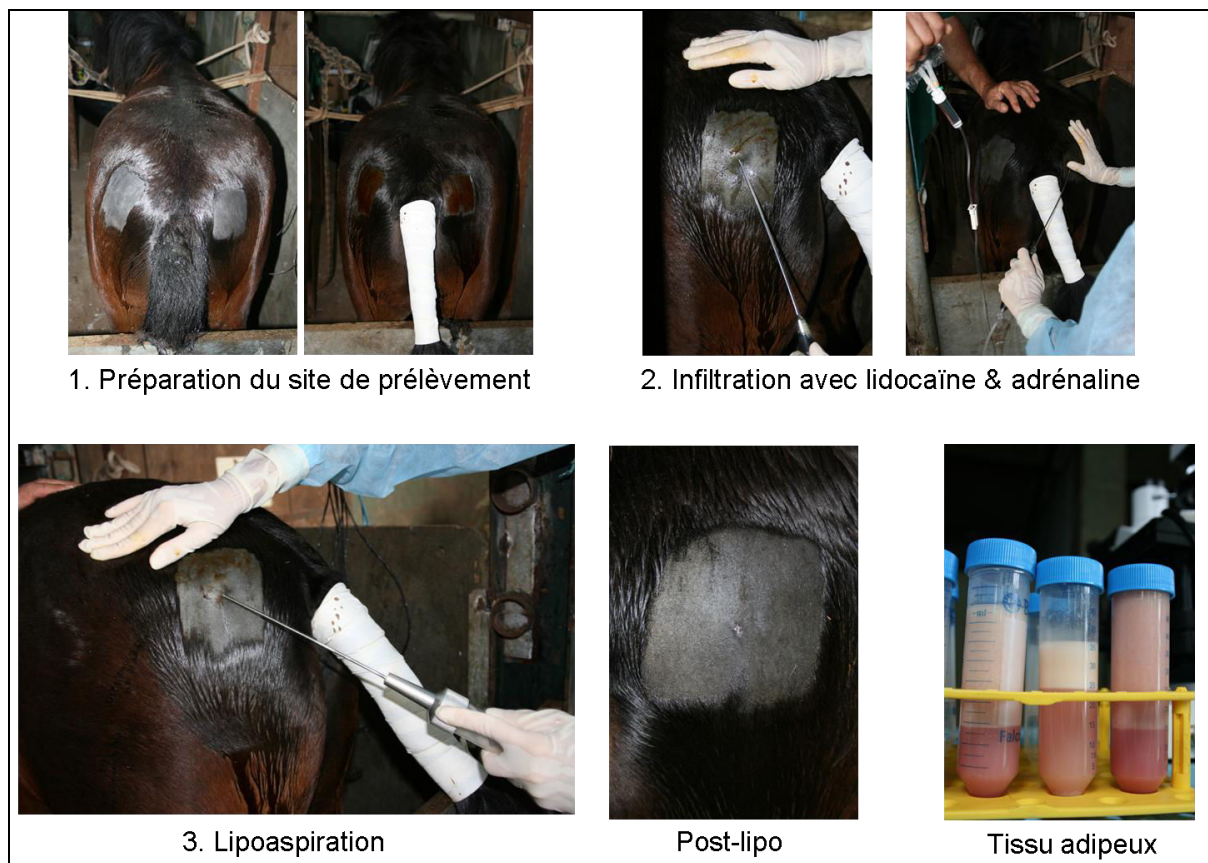 1. Préparation du site de prélèvement
2. Infiltration avec lidocaïne & adrénaline
3. Lipoaspiration
Post-lipo
Tissu adipeux